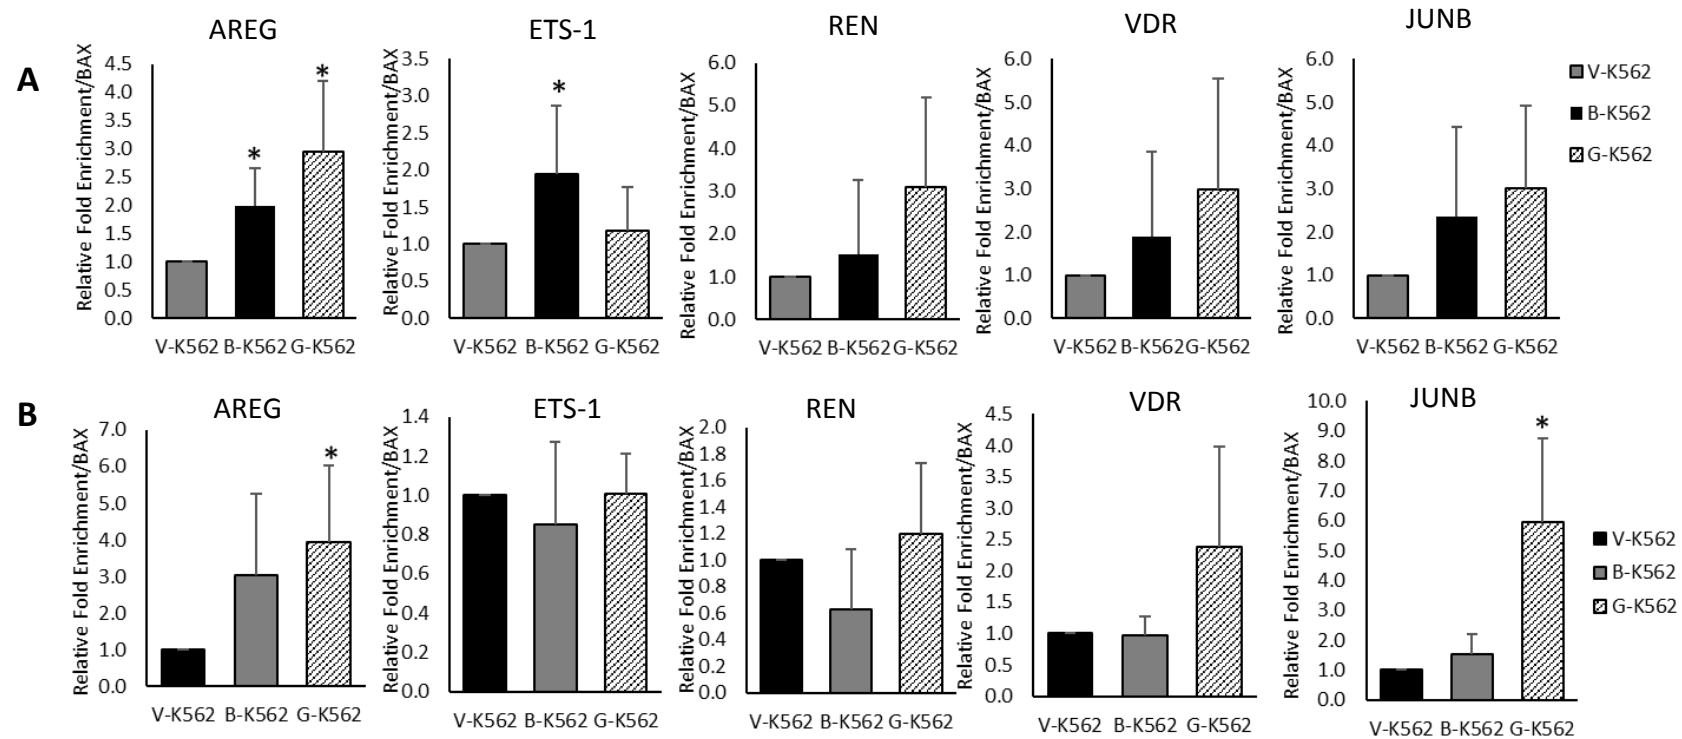 A
AREG
Relative Fold Enrichment/BAX
4.5
4.0
3.5
3.0
2.5
2.0
1.5
1.0
0.5
0.0
*
*
V-K562 B-K562 G-K562
ETS-1
Relative Fold Enrichment/BAX
3.5
3.0
2.5
2.0
1.5
1.0
0.5
0.0
*
V-K562 B-K562 G-K562
REN
Relative Fold Enrichment/BAX
6.0
5.0
4.0
3.0
2.0
1.0
0.0
V-K562 B-K562 G-K562
VDR
Relative Fold Enrichment/BAX
6.0
5.0
4.0
3.0
2.0
1.0
0.0
V-K562 B-K562 G-K562
JUNB
Relative Fold Enrichment/BAX
6.0
5.0
4.0
3.0
2.0
1.0
0.0
V-K562 B-K562 G-K562
V-K562
B-K562
G-K562
B
AREG
Relative Fold Enrichment/BAX
7.0
6.0
5.0
4.0
3.0
2.0
1.0
0.0
*
V-K562 B-K562 G-K562
ETS-1
Relative Fold Enrichment/BAX
1.4
1.2
1.0
0.8
0.6
0.4
0.2
0.0
V-K562 B-K562 G-K562
REN
Relative Fold Enrichment/BAX
2.0
1.8
1.6
1.4
1.2
1.0
0.8
0.6
0.4
0.2
0.0
V-K562 B-K562 G-K562
VDR
Relative Fold Enrichment/BAX
4.5
4.0
3.5
3.0
2.5
2.0
1.5
1.0
0.5
0.0
V-K562 B-K562 G-K562
JUNB
Relative Fold Enrichment/BAX
10.0
9.0
8.0
7.0
6.0
5.0
4.0
3.0
2.0
1.0
0.0
*
V-K562 B-K562 G-K562
V-K562
B-K562
G-K562